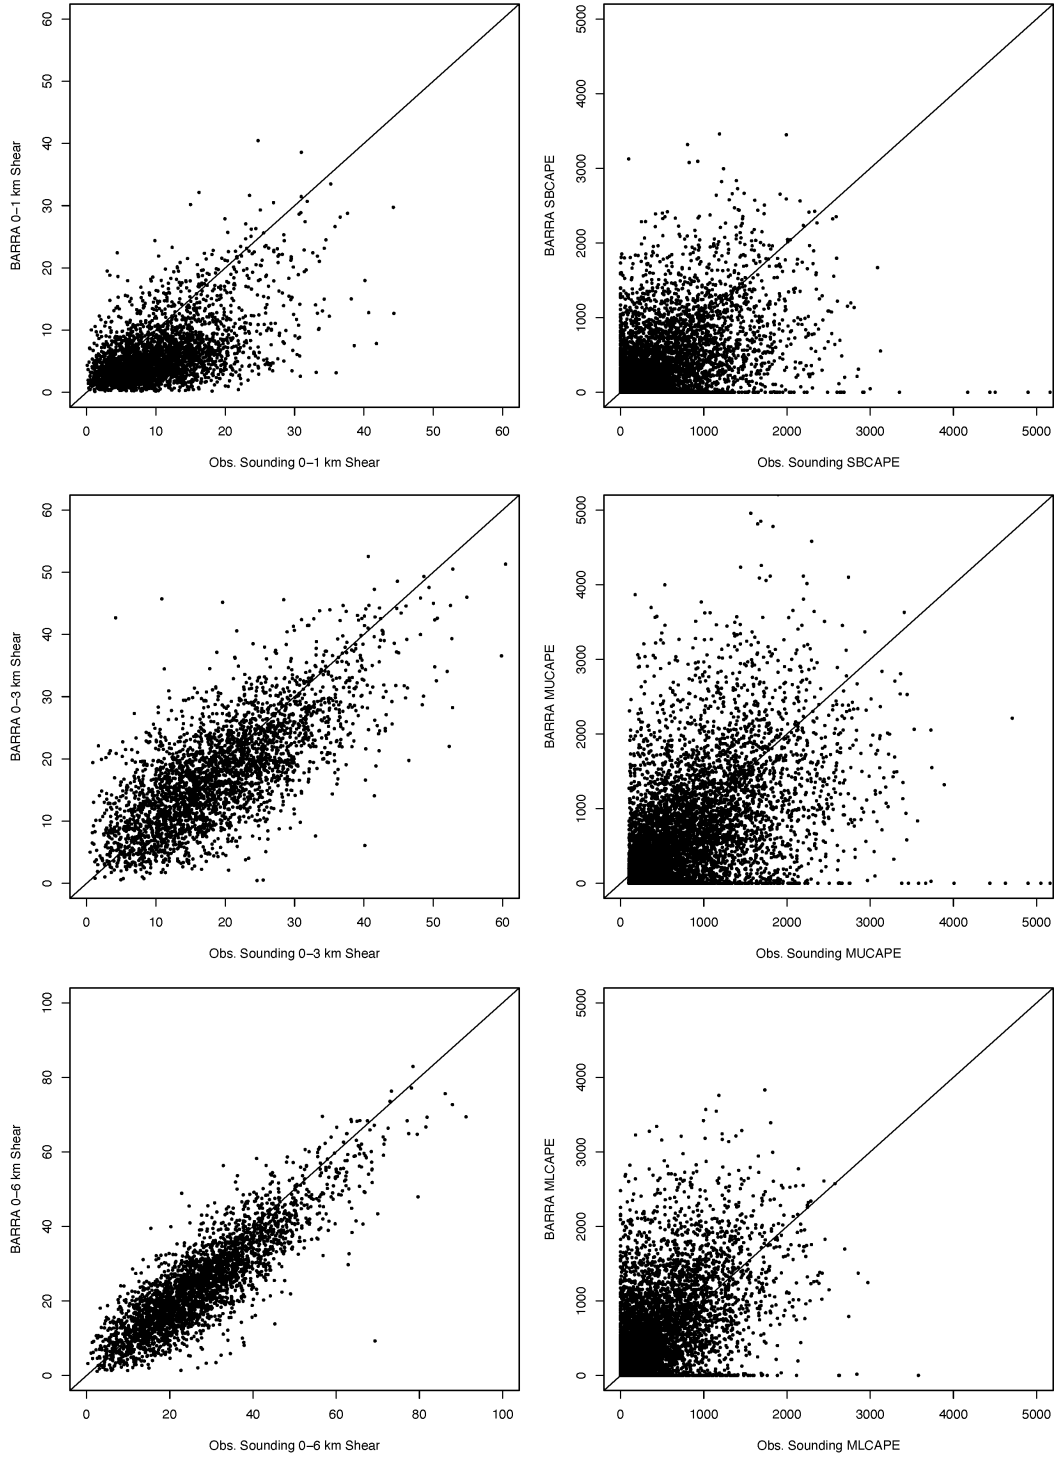 60
50
40
30
20
10
0
BARRA 0−1 km Shear
0 10 20 30 40 50 60
Obs. Sounding 0−1 km Shear
5000
4000
3000
2000
1000
0
BARRA SBCAPE
0 1000 2000 3000 4000 5000
Obs. Sounding SBCAPE
60
50
40
30
20
10
0
BARRA 0−3 km Shear
0 10 20 30 40 50 60
Obs. Sounding 0−3 km Shear
5000
4000
3000
2000
1000
0
BARRA MUCAPE
0 1000 2000 3000 4000 5000
Obs. Sounding MUCAPE
100
80
60
40
20
0
BARRA 0−6 km Shear
0 20 40 60 80 100
Obs. Sounding 0−6 km Shear
5000
4000
3000
2000
1000
0
BARRA MLCAPE
0 1000 2000 3000 4000 5000
Obs. Sounding MLCAPE